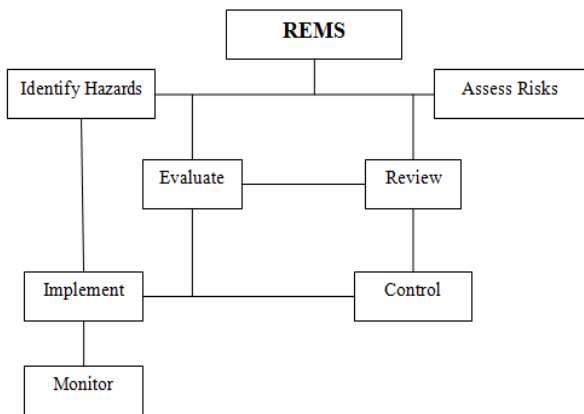 REMS
Identify Hazards
Assess Risks
Evaluate
Review
Implement
Control
Monitor